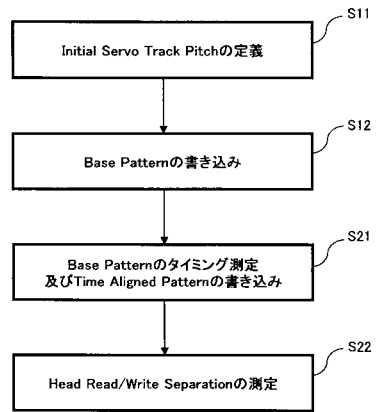 S11
Initial Servo Track Pitchの定義
S12
Base Patternの書き込み
S21
Base Patternのタイミング測定
及びTime Aligned Patternの書き込み
S22
Head Read/Write Separationの測定